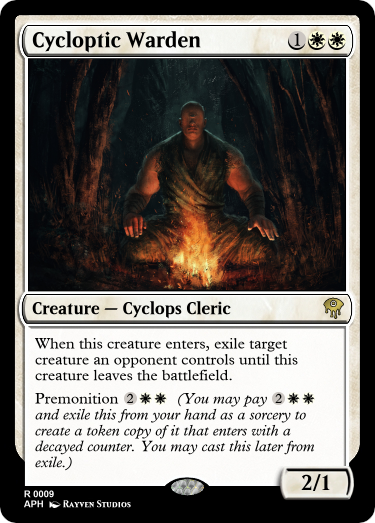 Cycloptic Warden 1
Creature — Cyclops Cleric
When this creature enters, exile target
creature an opponent controls until this
creature leaves the battlefield.
Premonition 2 (You may pay 2
and exile this from your hand as a sorcery to
create a token copy of it that enters with a
decayed counter. You may cast this later from
exile.)
2/1
R 0009
APH Rayven Studios